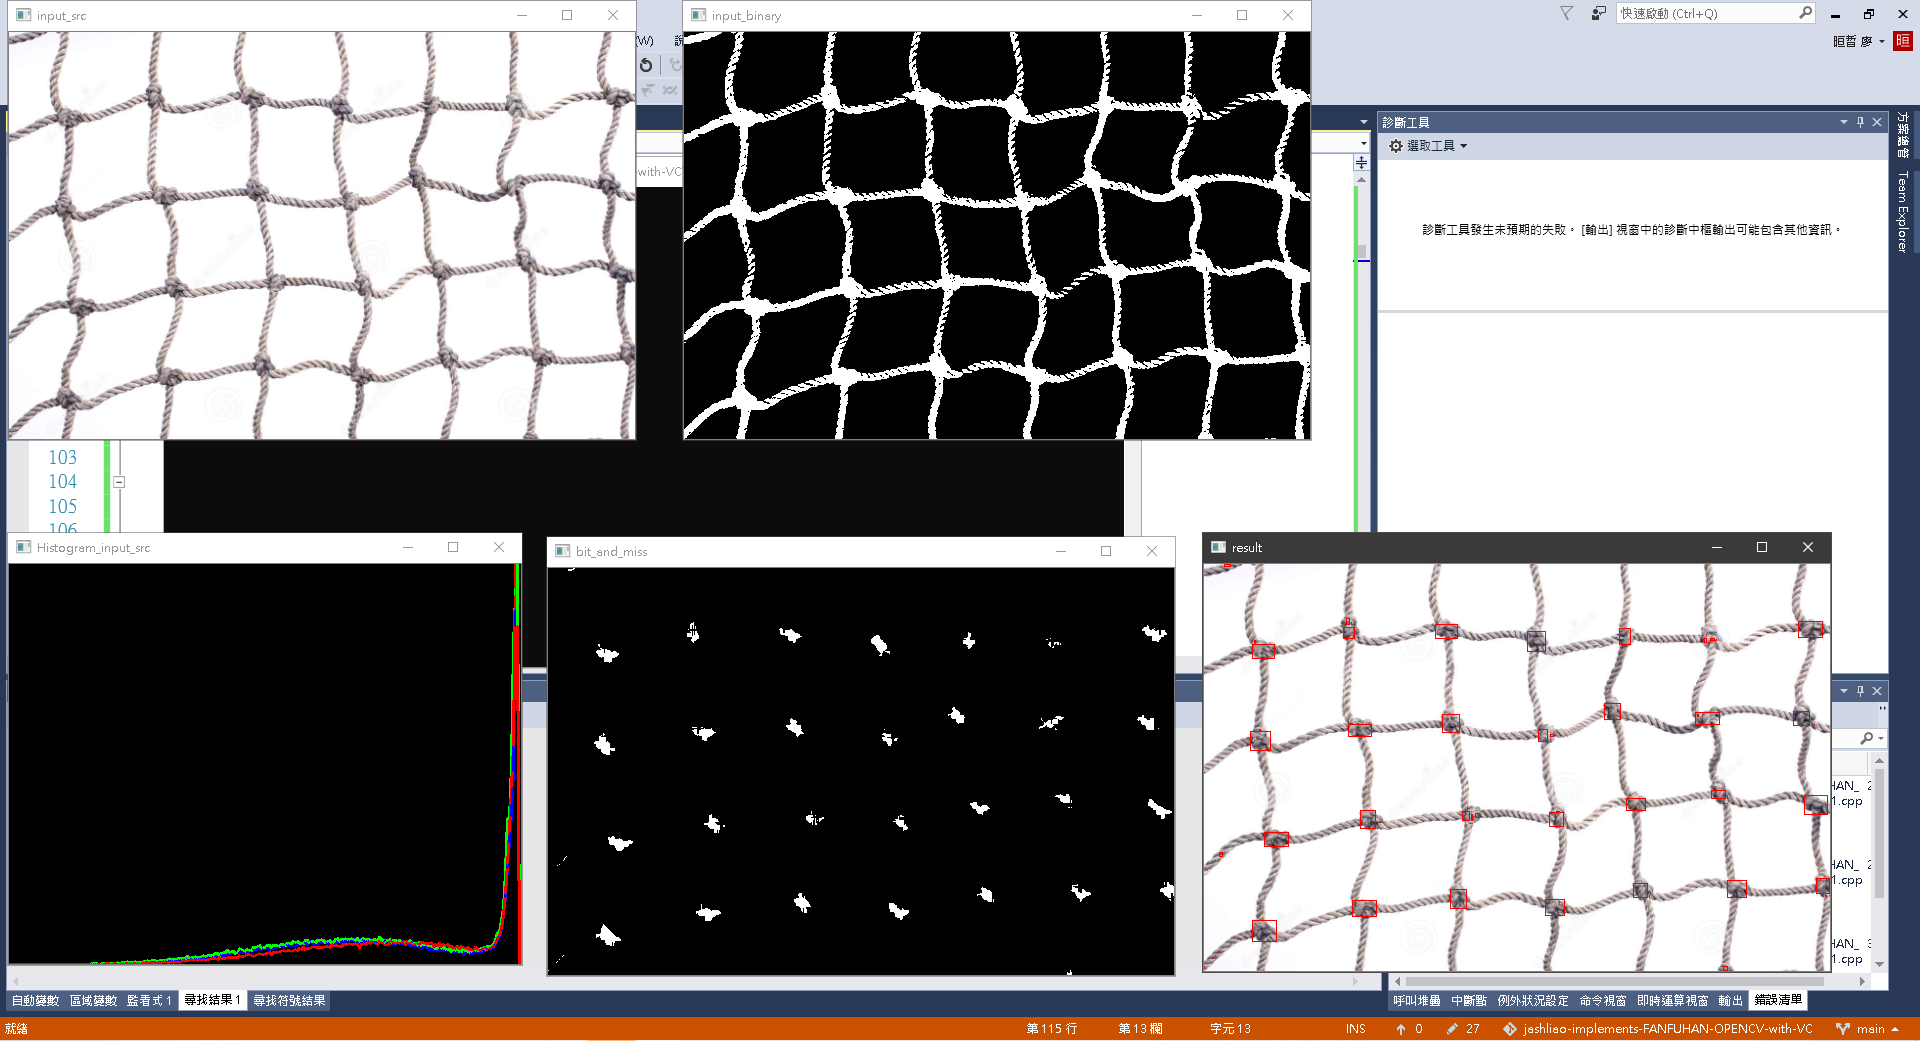 input_src
input_binary
快速啟動 (Ctrl+Q)
(W)
晅哲 廖
晅
診斷工具
選取工具
with-VC
診斷工具發生未預期的失敗。 [輸出] 視窗中的診斷中樞輸出可能包含其他資訊。
方案總管
Team Explorer
103
104
105
106
Histogram_input_src
bit_and_miss
result
HAN_ 2
1.cpp
HAN_ 2
1.cpp
HAN_ 3
1.cpp
自動變數 區域變數 監看式 1 尋找結果 1 尋找符號結果
呼叫堆疊 中斷點 例外狀況設定 命令視窗 即時運算視窗 輸出 錯誤清單
就緒 第 115 行 第 13 欄 字元 13 INS 0 27 jashliao-implements-FANFUHAN-OPENCV-with-VC main